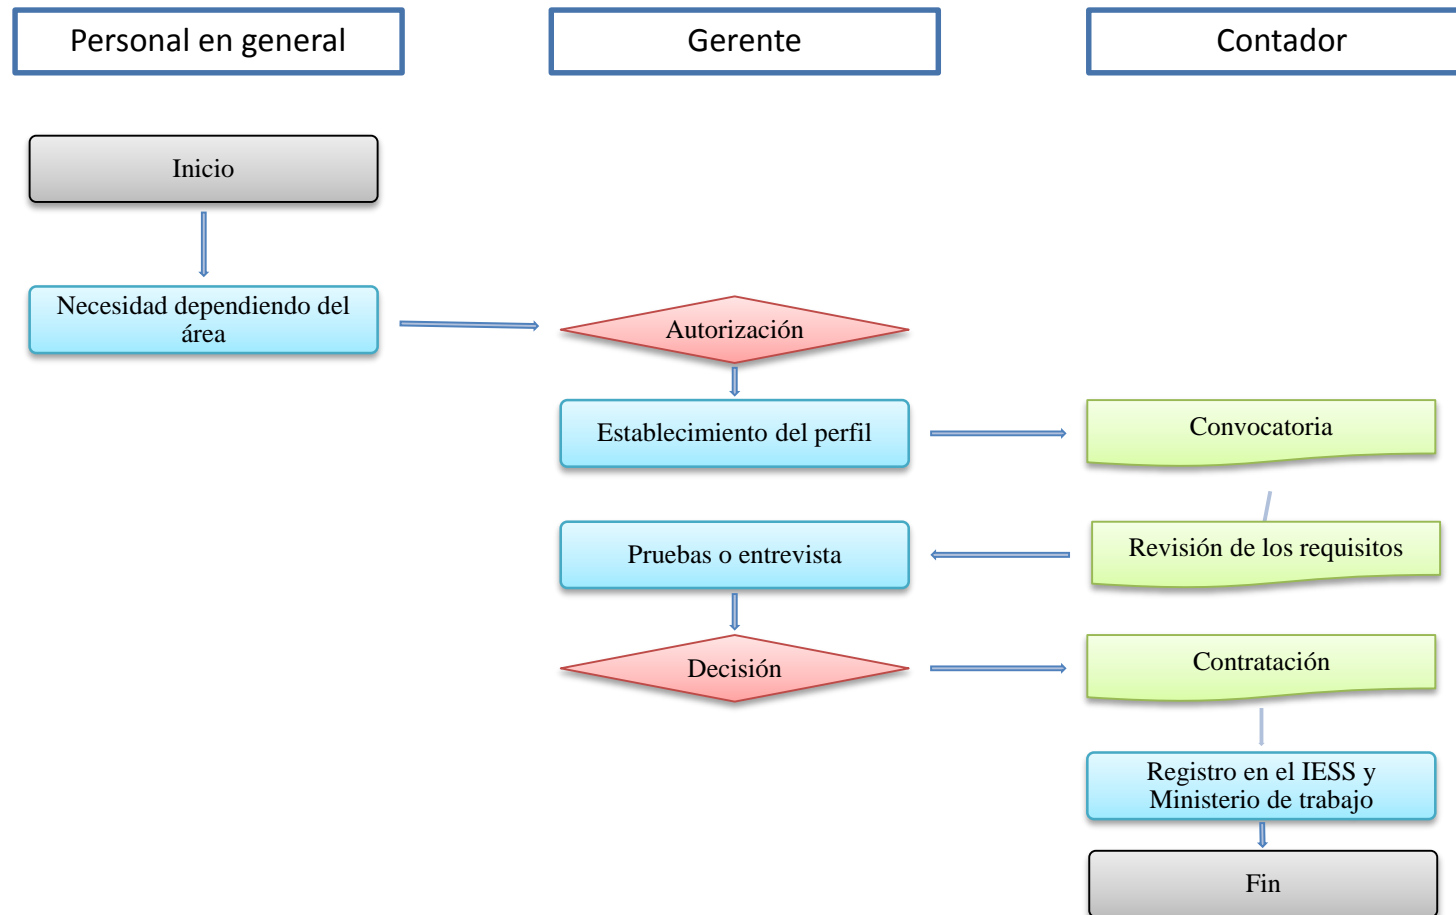 Personal en general
Gerente
Contador
Inicio
Necesidad dependiendo del
área
Autorización
Establecimiento del perfil
Convocatoria
Pruebas o entrevista
Revisión de los requisitos
Decisión
Contratación
Registro en el IESS y
Ministerio de trabajo
Fin